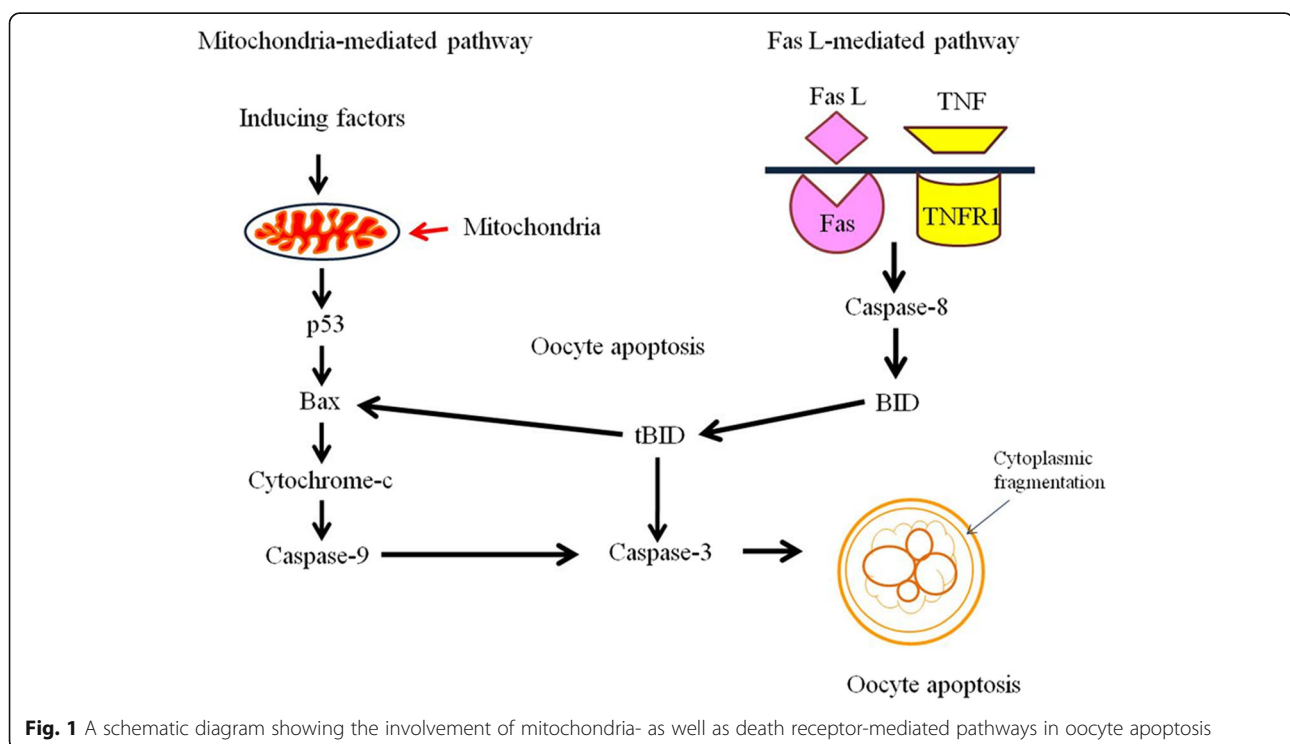 Mitochondria-mediated pathway
Fas L-mediated pathway
Inducing factors
Mitochondria
p53
Bax
Cytochrome-c
Caspase-9
Fas L
TNF
Fas
TNFR1
Caspase-8
BID
Oocyte apoptosis
tBID
Caspase-3
Cytoplasmic
fragmentation
Oocyte apoptosis
Fig. 1 A schematic diagram showing the involvement of mitochondria- as well as death receptor-mediated pathways in oocyte apoptosis